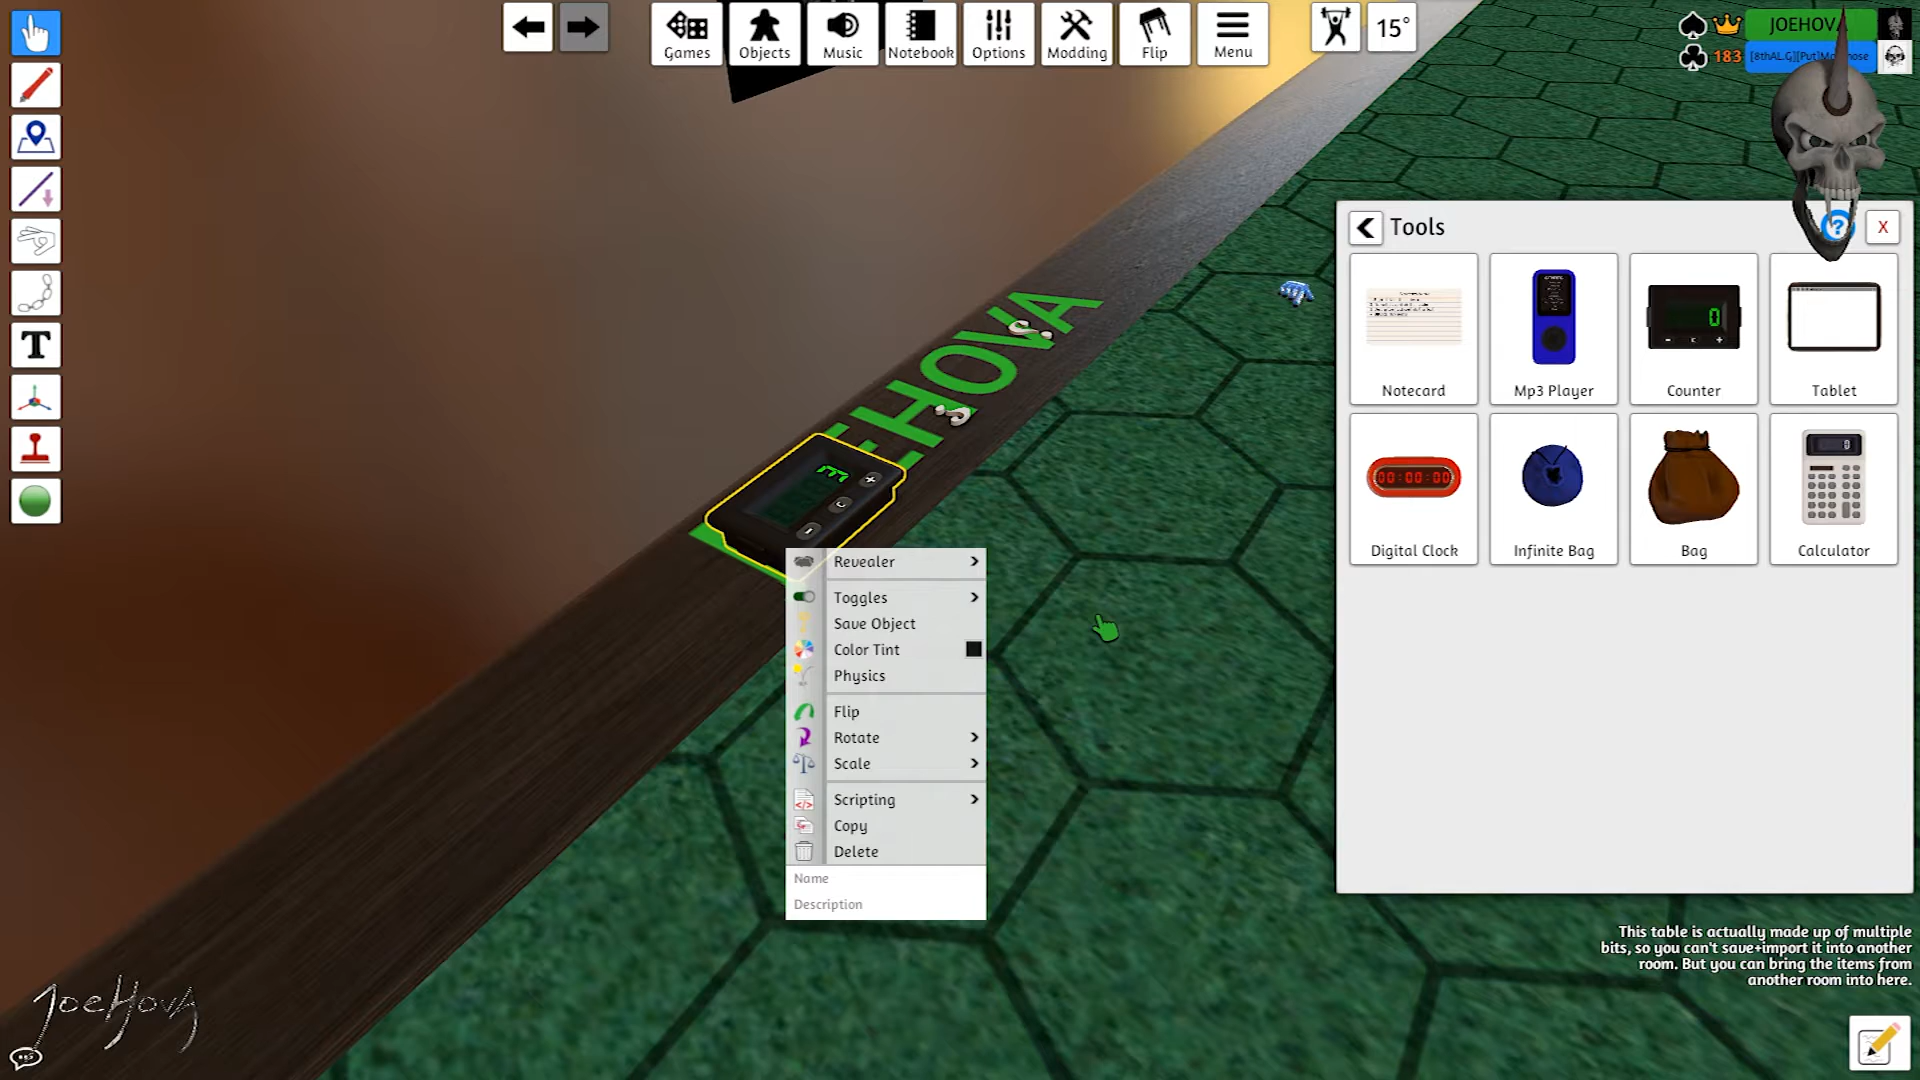 Games
Objects
Music
Notebook
Options
Modding
Flip
Menu
15°
JOEHOVA
183
T
Tools
?
X
Notecard
Mp3 Player
0
Counter
Tablet
00:00:00
Digital Clock
Infinite Bag
Bag
0
Calculator
EHOVA
3
+
C
-
Revealer
Toggles
Save Object
Color Tint
Physics
Flip
Rotate
Scale
Scripting
Copy
Delete
Name
Description
This table is actually made up of multiple
bits, so you can't save+import it into another
room. But you can bring the items from
another room into here.
JOEHOVA